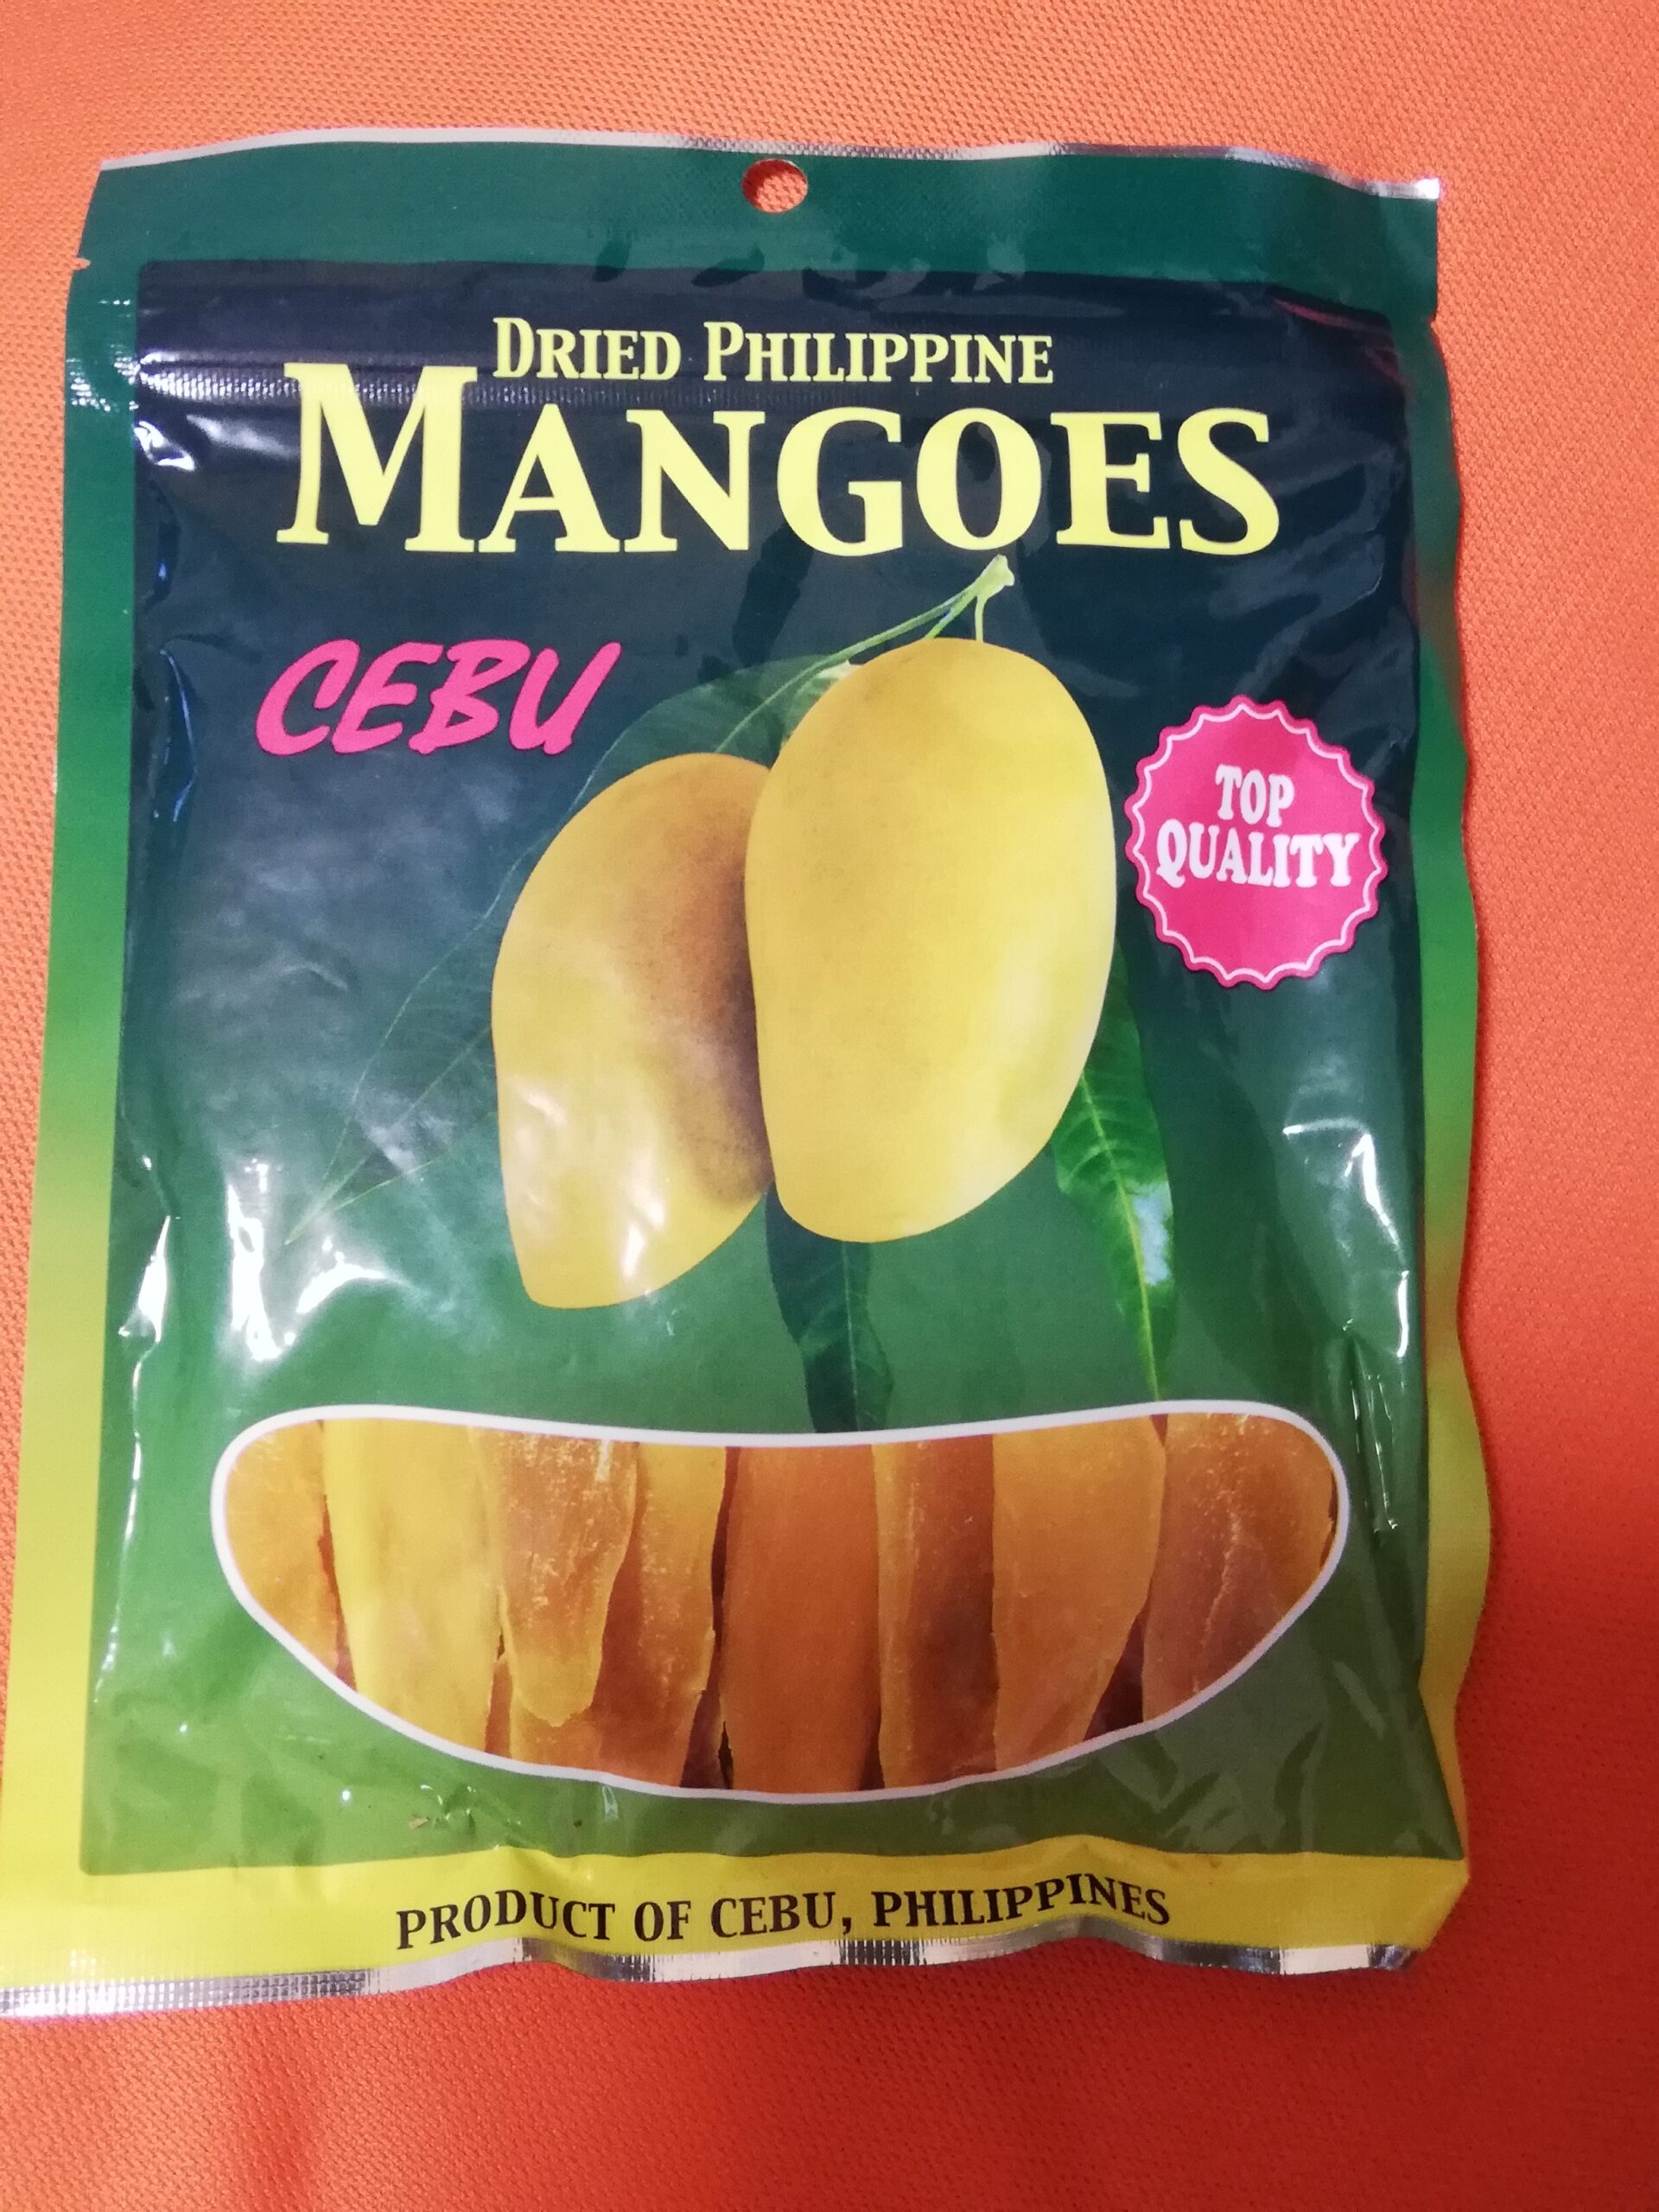 DRIED PHILIPPINE
MANGOES
CEBU
TOP
QUALITY
PRODUCT OF CEBU, PHILIPPINES